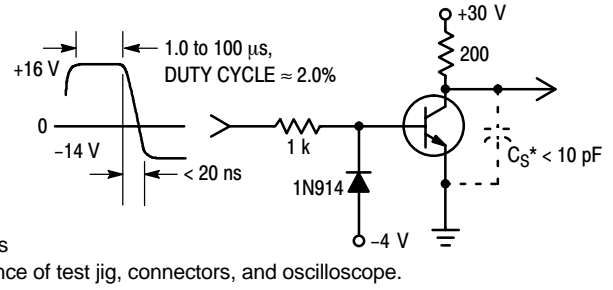 +30 V
1.0 to 100 μs,
DUTY CYCLE ≈ 2.0%
+16 V
200
0
−14 V
1 k
CS* < 10 pF
< 20 ns
1N914
−4 V
s
nce of test jig, connectors, and oscilloscope.